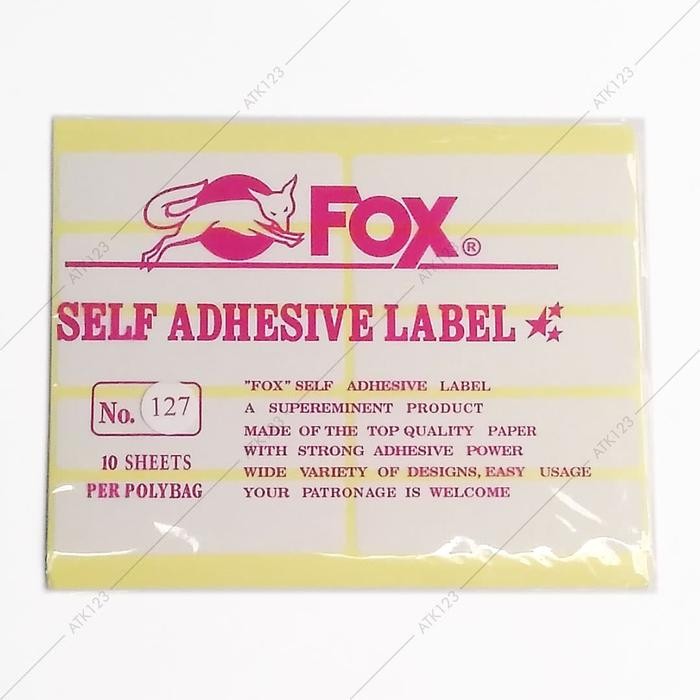 FOX®
SELF ADHESIVE LABEL
No. 127
10 SHEETS
PER POLYBAG
"FOX" SELF ADHESIVE LABEL
A SUPEREMINENT PRODUCT
MADE OF THE TOP QUALITY PAPER
WITH STRONG ADHESIVE POWER
WIDE VARIETY OF DESIGNS, EASY USAGE
YOUR PATRONAGE IS WELCOME
ATK123
ATK123
ATK123
ATK123
ATK123
ATK123
ATK123
ATK123